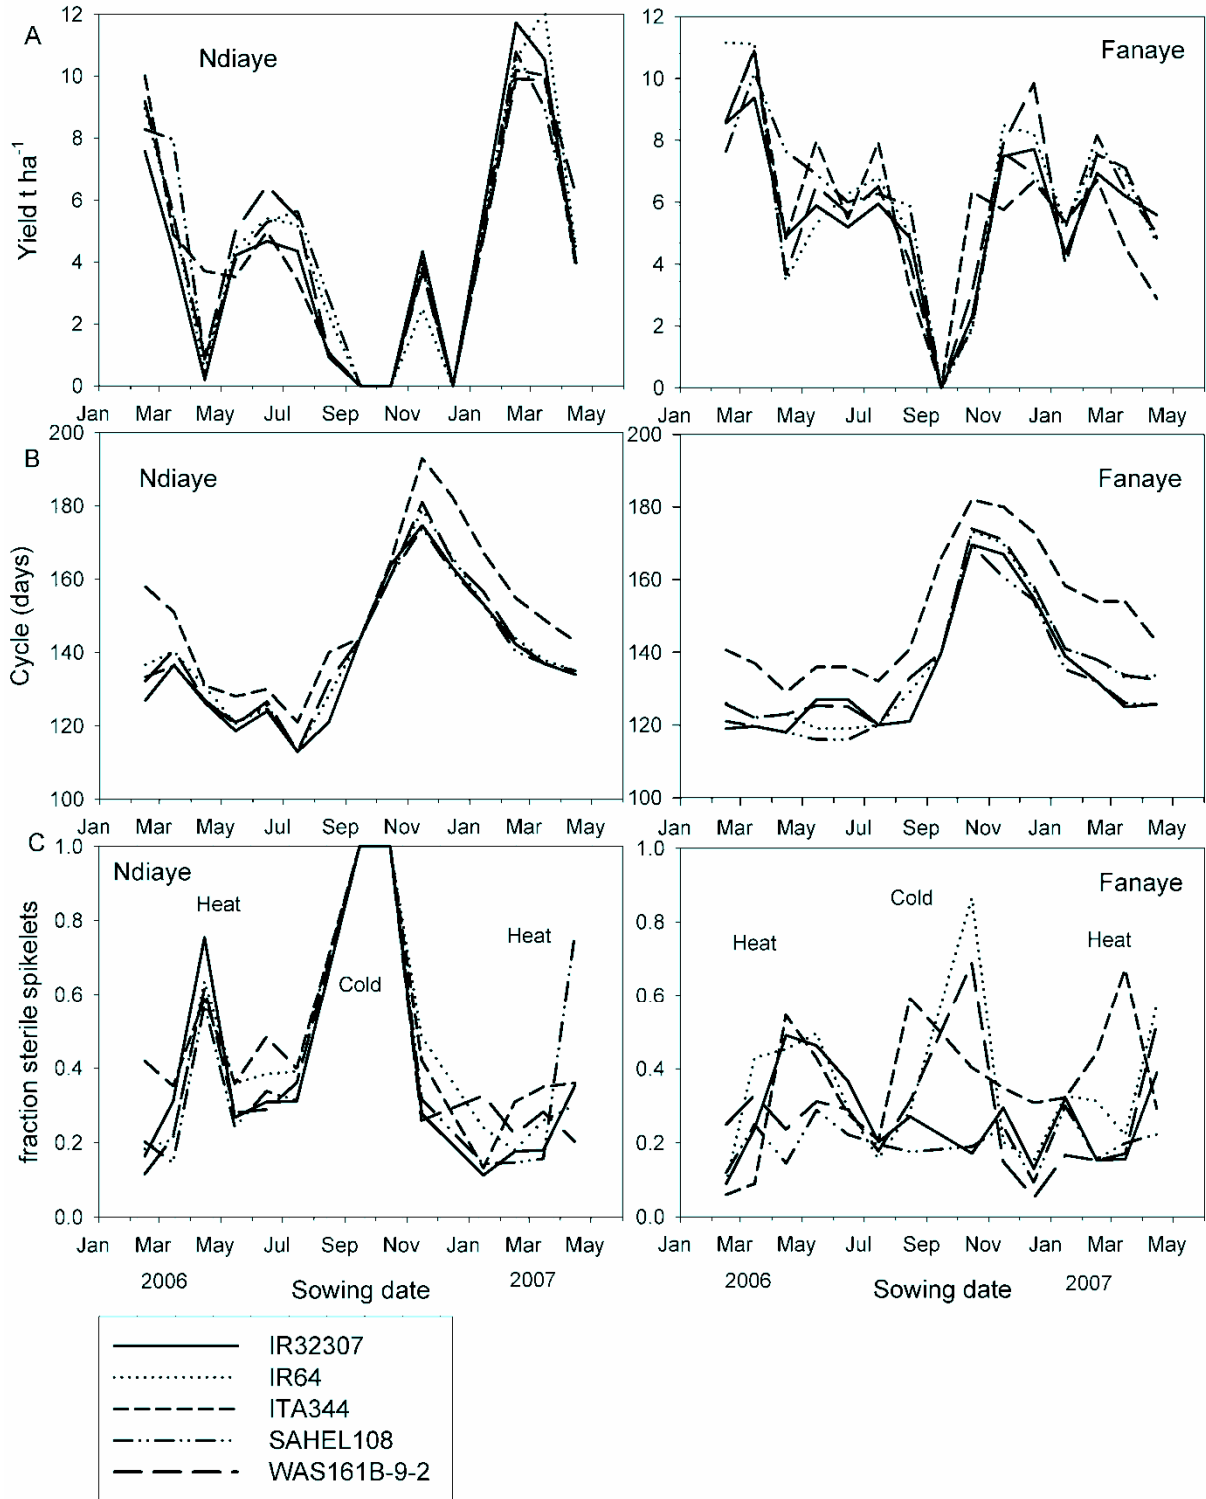 A
Ndiaye
Yield t ha-1
12
10
8
6
4
2
0
Jan Mar May Jul Sep Nov Jan Mar May
Fanaye
12
10
8
6
4
2
0
Jan Mar May Jul Sep Nov Jan Mar May
B
Ndiaye
Cycle (days)
200
180
160
140
120
100
Jan Mar May Jul Sep Nov Jan Mar May
Fanaye
200
180
160
140
120
100
Jan Mar May Jul Sep Nov Jan Mar May
C
Ndiaye
Heat
Cold
Heat
fraction sterile spikelets
1.0
0.8
0.6
0.4
0.2
0.0
Jan Mar May Jul Sep Nov Jan Mar May
2006 Sowing date 2007
Fanaye
Heat
Cold
Heat
1.0
0.8
0.6
0.4
0.2
0.0
Jan Mar May Jul Sep Nov Jan Mar May
2006 Sowing date 2007
IR32307
IR64
ITA344
SAHEL108
WAS161B-9-2